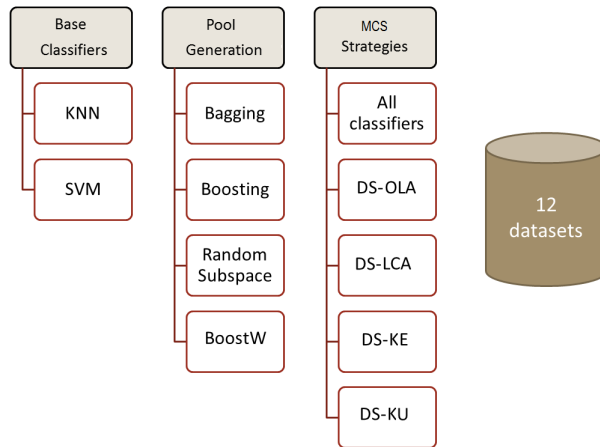 Base
Classifiers
KNN
SVM
Pool
Generation
Bagging
Boosting
Random
Subspace
BoostW
MCS
Strategies
All
classifiers
DS-OLA
DS-LCA
DS-KE
DS-KU
12
datasets